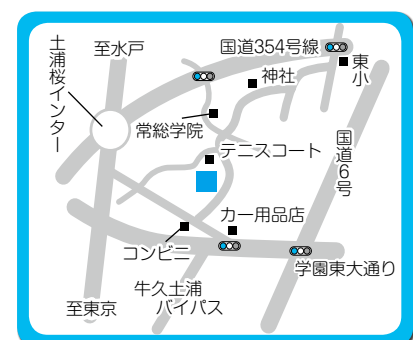 土浦桜インター
至水戸
国道354号線
東小
神社
常総学院
テニスコート
国道6号
カー用品店
コンビニ
学園東大通り
牛久土浦
バイパス
至東京